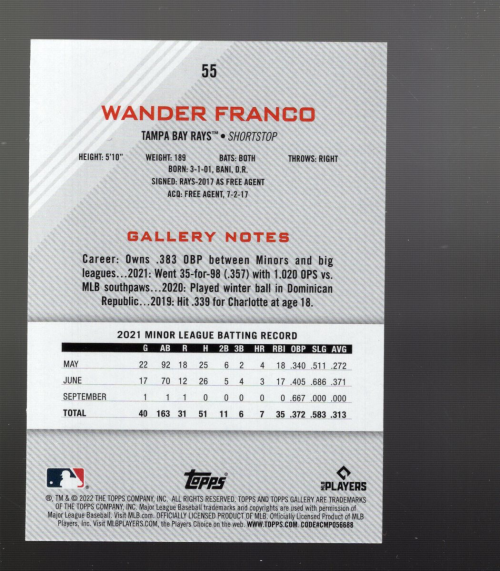 55
WANDER FRANCO
TAMPA BAY RAYS™ • SHORTSTOP
HEIGHT: 5'10" WEIGHT: 189 BATS: BOTH THROWS: RIGHT
BORN: 3-1-01, BANI, D.R.
SIGNED: RAYS-2017 AS FREE AGENT
ACQ: FREE AGENT, 7-2-17
GALLERY NOTES
Career: Owns .383 OBP between Minors and big
leagues...2021: Went 35-for-98 (.357) with 1.020 OPS vs.
MLB southpaws...2020: Played winter ball in Dominican
Republic...2019: Hit .339 for Charlotte at age 18.
2021 MINOR LEAGUE BATTING RECORD
G AB R H 2B 3B HR RBI OBP SLG AVG
MAY 22 92 18 25 6 2 4 18 .340 .511 .272
JUNE 17 70 12 26 5 4 3 17 .405 .686 .371
SEPTEMBER 1 1 1 0 0 0 0 0 .667 .000 .000
TOTAL 40 163 31 51 11 6 7 35 .372 .583 .313
Topps
MLB PLAYERS
®, TM & © 2022 THE TOPPS COMPANY, INC. ALL RIGHTS RESERVED. TOPPS AND TOPPS GALLERY ARE TRADEMARKS
OF THE TOPPS COMPANY, INC. Major League Baseball trademarks and copyrights are used with permission of
Major League Baseball. Visit MLB.com. OFFICIALLY LICENSED PRODUCT OF MLB. Officially Licensed Product of MLB
Players, Inc. Visit MLBPLAYERS.COM, the Players Choice on the web. WWW.TOPPS.COM. CODE#CMP056688